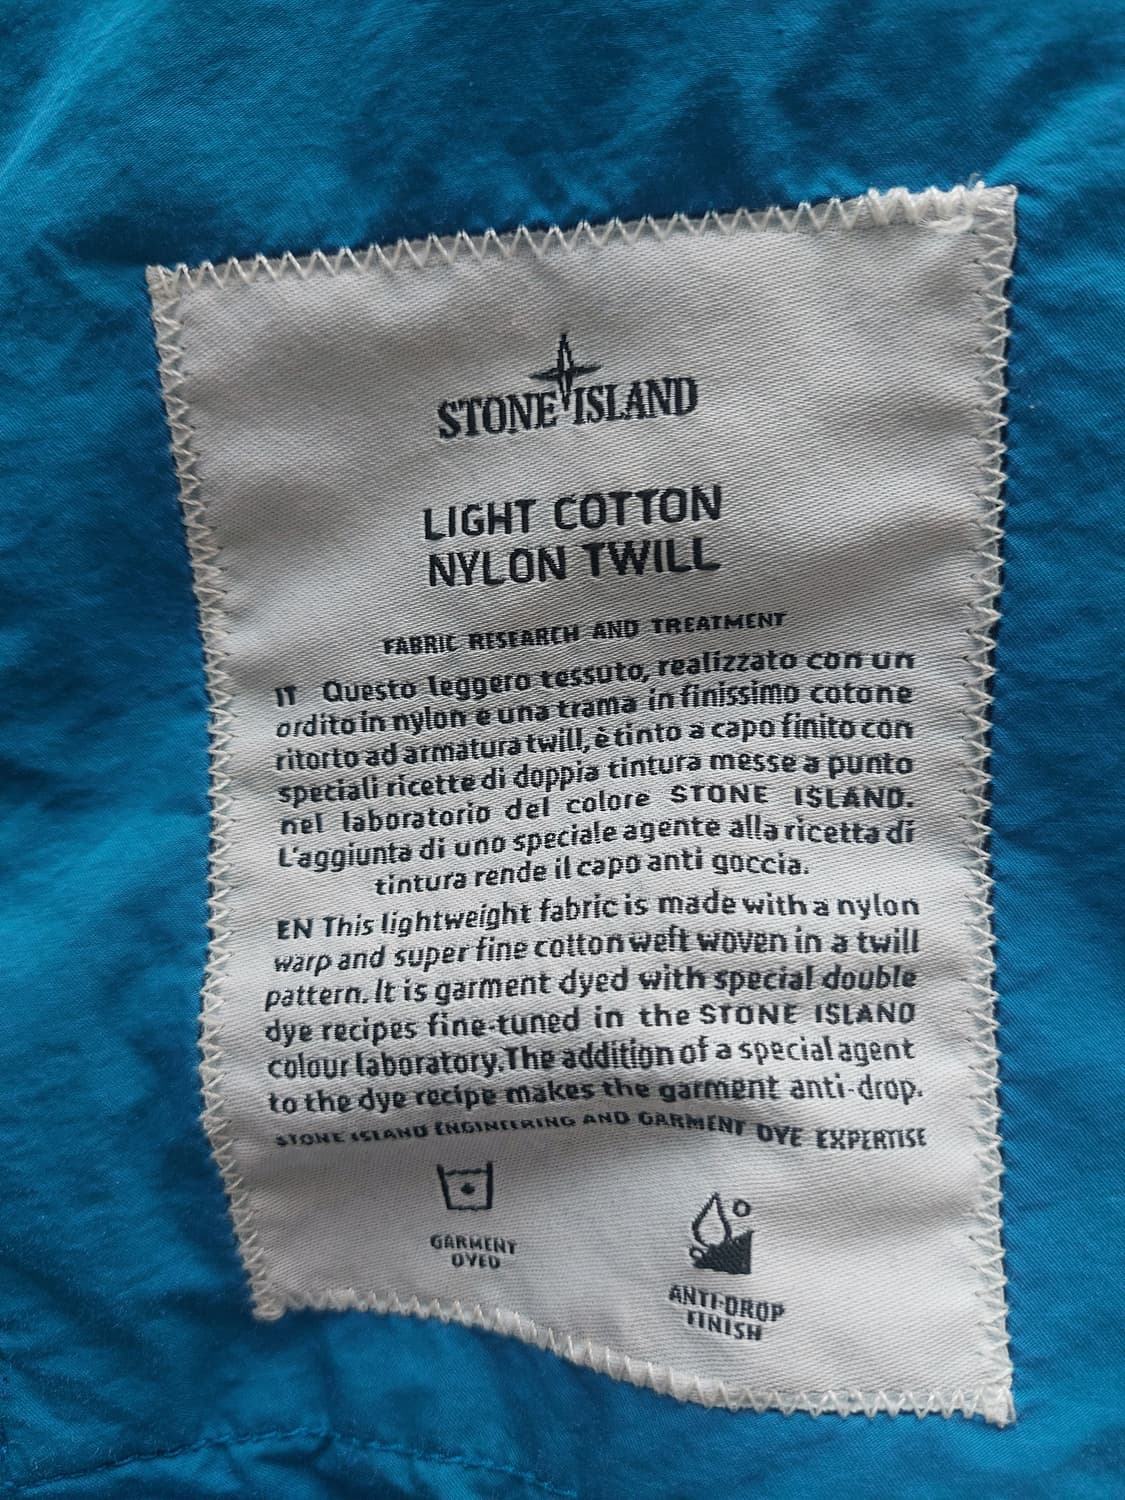 STONE ISLAND
LIGHT COTTON
NYLON TWILL
FABRIC RESEARCH AND TREATMENT
IT Questo leggero tessuto, realizzato con un
ordito in nylon e una trama in finissimo cotone
ritorto ad armatura twill, è tinto a capo finito con
speciali ricette di doppia tintura messe a punto
nel laboratorio del colore STONE ISLAND.
L'aggiunta di uno speciale agente alla ricetta di
tintura rende il capo anti goccia.
EN This lightweight fabric is made with a nylon
warp and super fine cotton weft woven in a twill
pattern. It is garment dyed with special double
dye recipes fine-tuned in the STONE ISLAND
colour laboratory. The addition of a special agent
to the dye recipe makes the garment anti-drop.
STONE ISLAND ENGINEERING AND GARMENT DYE EXPERTISE
GARMENT
DYED
ANTI-DROP
FINISH